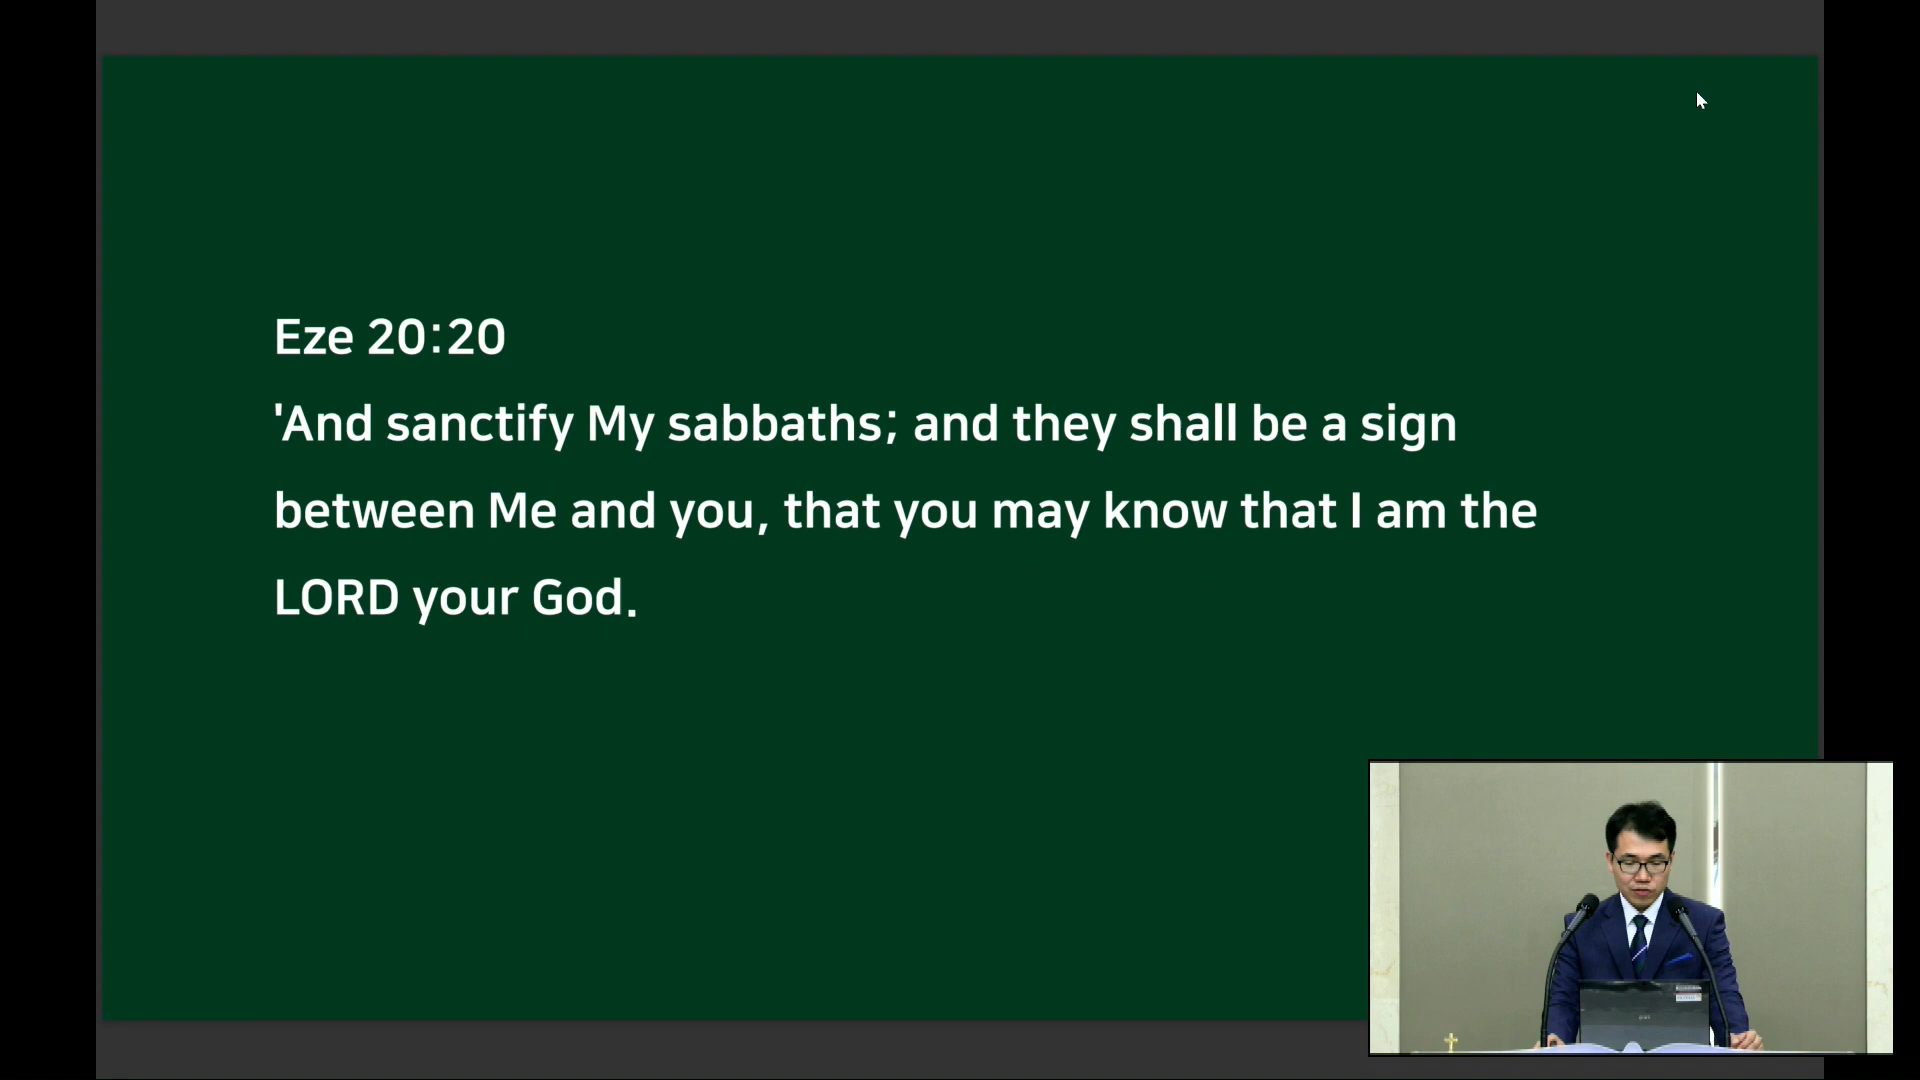 Eze 20:20
'And sanctify My sabbaths; and they shall be a sign
between Me and you, that you may know that I am the
LORD your God.